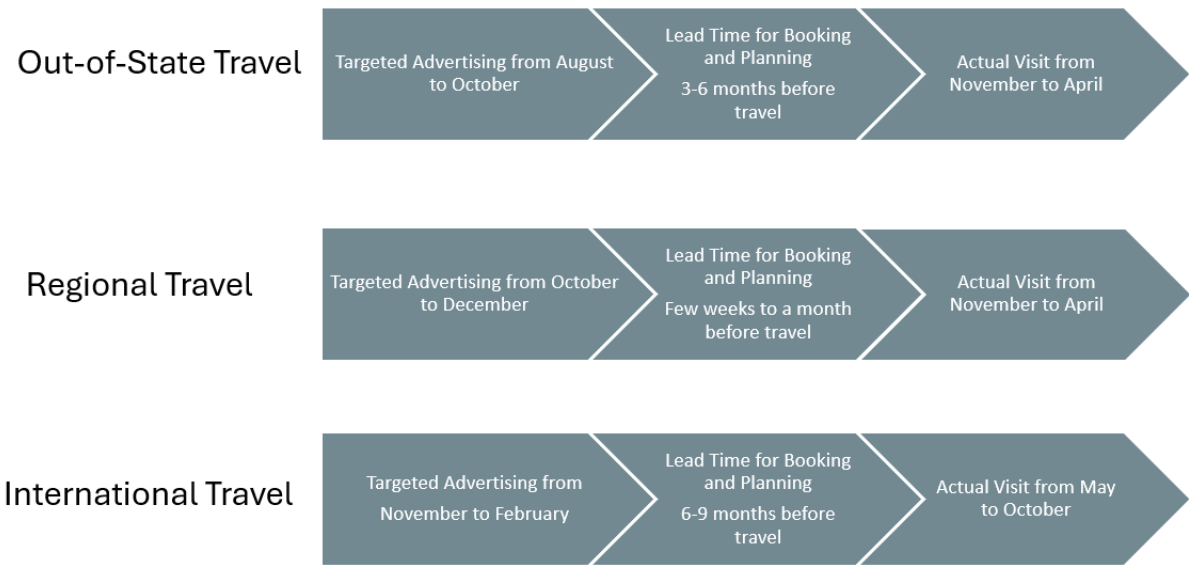 Out-of-State Travel
Targeted Advertising from August
to October
Lead Time for Booking
and Planning
3-6 months before
travel
Actual Visit from
November to April
Regional Travel
Targeted Advertising from October
to December
Lead Time for Booking
and Planning
Few weeks to a month
before travel
Actual Visit from
November to April
International Travel
Targeted Advertising from
November to February
Lead Time for Booking
and Planning
6-9 months before
travel
Actual Visit from May
to October